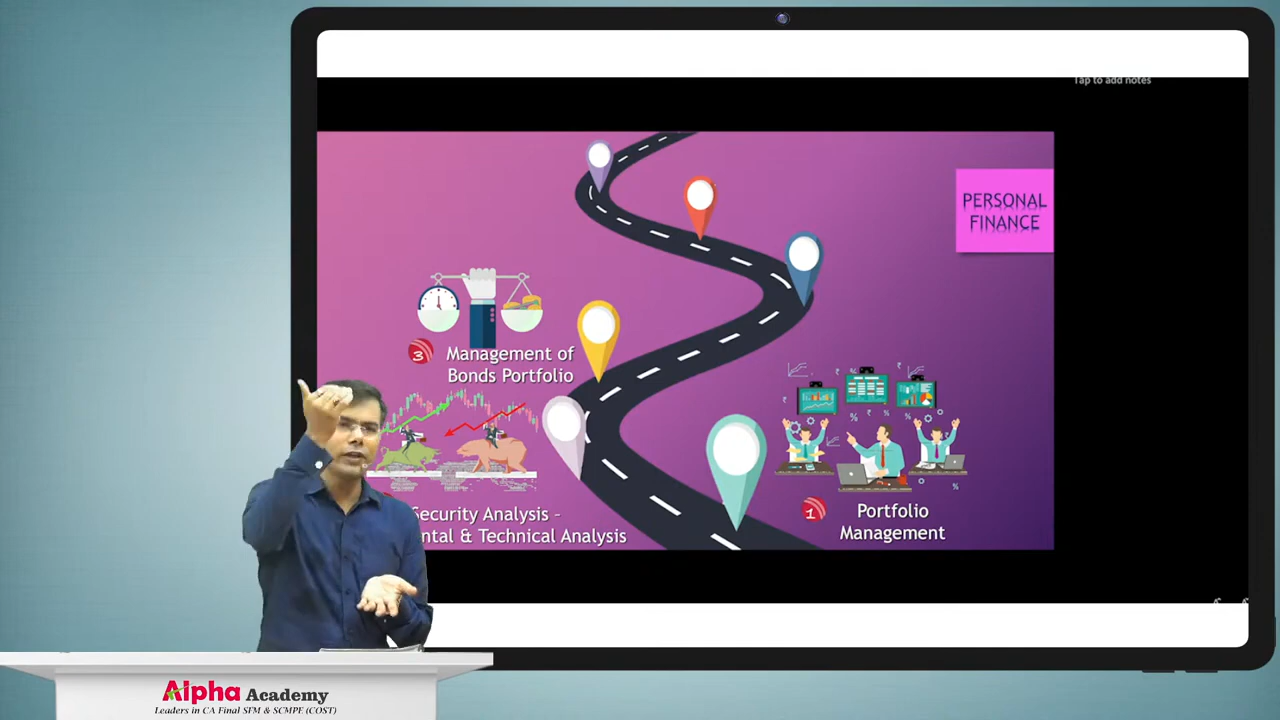 Tap to add notes
PERSONAL
FINANCE
3
Management of
Bonds Portfolio
Security Analysis –
& Technical Analysis
1
Portfolio
Management
Alpha Academy
Leaders in CA Final SFM & SCMPE (COST)